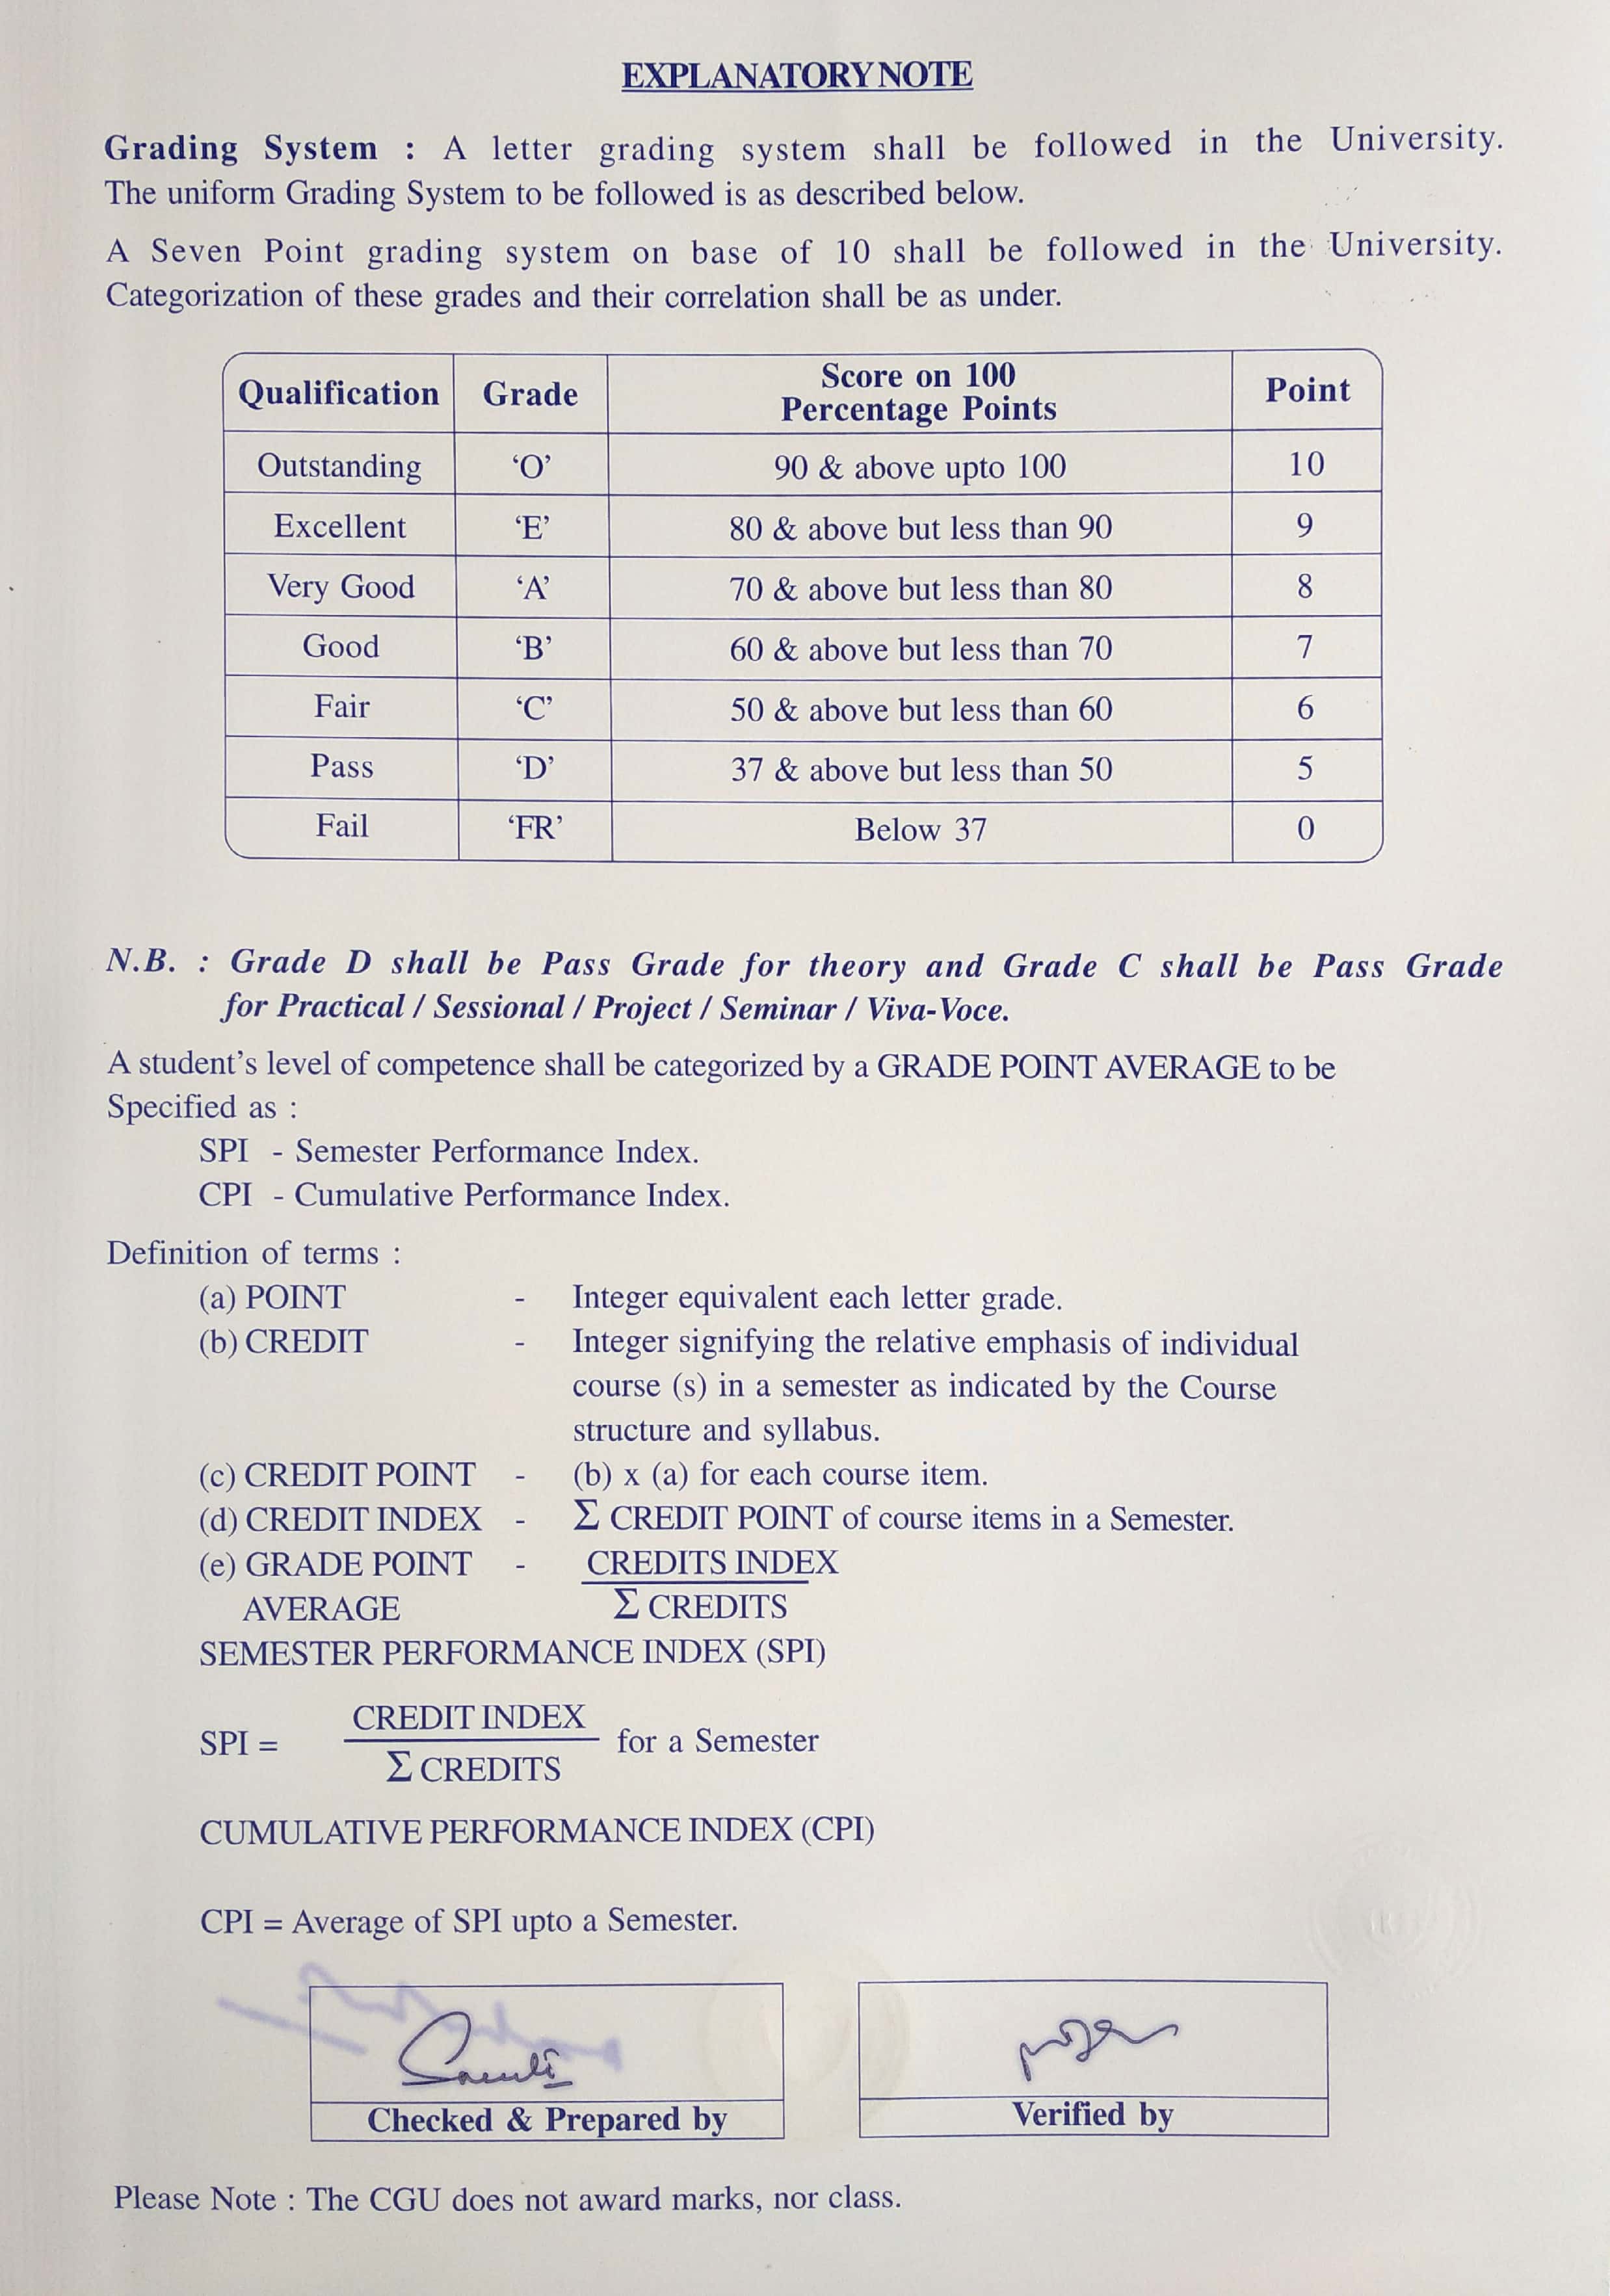 EXPLANATORY NOTE
Grading System : A letter grading system shall be followed in the University.
The uniform Grading System to be followed is as described below.
A Seven Point grading system on base of 10 shall be followed in the University.
Categorization of these grades and their correlation shall be as under.
Qualification Grade Score on 100 Percentage Points Point
Outstanding ‘O’ 90 & above upto 100 10
Excellent ‘E’ 80 & above but less than 90 9
Very Good ‘A’ 70 & above but less than 80 8
Good ‘B’ 60 & above but less than 70 7
Fair ‘C’ 50 & above but less than 60 6
Pass ‘D’ 37 & above but less than 50 5
Fail ‘FR’ Below 37 0
N.B. : Grade D shall be Pass Grade for theory and Grade C shall be Pass Grade
for Practical / Sessional / Project / Seminar / Viva-Voce.
A student’s level of competence shall be categorized by a GRADE POINT AVERAGE to be
Specified as :
SPI - Semester Performance Index.
CPI - Cumulative Performance Index.
Definition of terms :
(a) POINT - Integer equivalent each letter grade.
(b) CREDIT - Integer signifying the relative emphasis of individual
course (s) in a semester as indicated by the Course
structure and syllabus.
(c) CREDIT POINT - (b) x (a) for each course item.
(d) CREDIT INDEX - Σ CREDIT POINT of course items in a Semester.
(e) GRADE POINT - CREDITS INDEX
AVERAGE Σ CREDITS
SEMESTER PERFORMANCE INDEX (SPI)
CREDIT INDEX
SPI = for a Semester
Σ CREDITS
CUMULATIVE PERFORMANCE INDEX (CPI)
CPI = Average of SPI upto a Semester.
Checked & Prepared by
Verified by
Please Note : The CGU does not award marks, nor class.